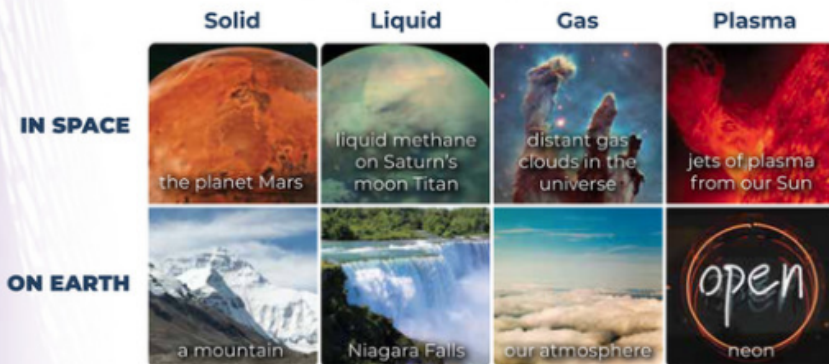 Solid Liquid Gas Plasma
IN SPACE
the planet Mars
liquid methane
on Saturn's
moon Titan
distant gas
clouds in the
universe
jets of plasma
from our Sun
ON EARTH
a mountain
Niagara Falls
our atmosphere
open
neon